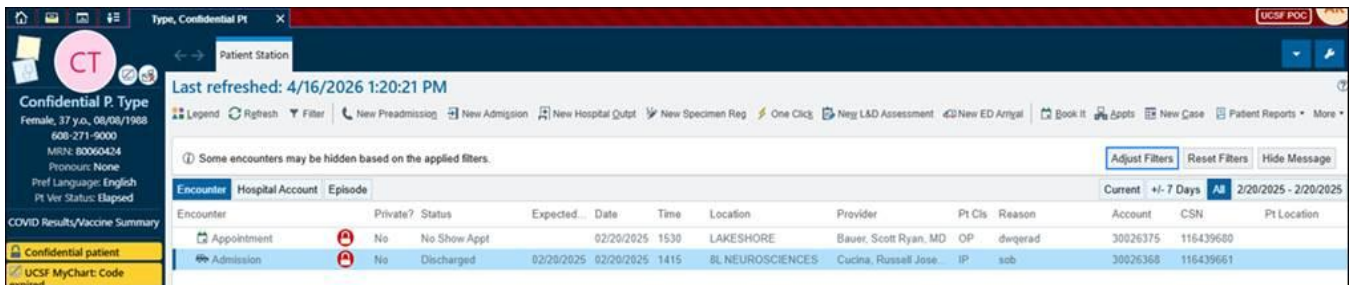 Type, Confidential Pt X
UCSF POC
CT
Patient Station
Last refreshed: 4/16/2026 1:20:21 PM
Legend Refresh Filter New Preadmission New Admission New Hospital Outpt New Specimen Reg One Click New L&D Assessment New ED Arrival Book It Appts New Case Patient Reports More
Confidential P. Type
Female, 37 y.o., 08/08/1988
608-271-9000
MRN: 80060424
Pronoun: None
Pref Language: English
Pt Ver Status: Elapsed
COVID Results/Vaccine Summary
Confidential patient
UCSF MyChart: Code
expired
Some encounters may be hidden based on the applied filters.
Adjust Filters Reset Filters Hide Message
Encounter Hospital Account Episode
Current +/- 7 Days All 2/20/2025 - 2/20/2025
Encounter Private? Status Expected... Date Time Location Provider Pt Cls Reason Account CSN Pt Location
Appointment No No Show Appt 02/20/2025 1530 LAKESHORE Bauer, Scott Ryan, MD OP dwqerad 30026375 116439680
Admission No Discharged 02/20/2025 02/20/2025 1415 8L NEUROSCIENCES Cucina, Russell Jose... IP sob 30026368 116439661